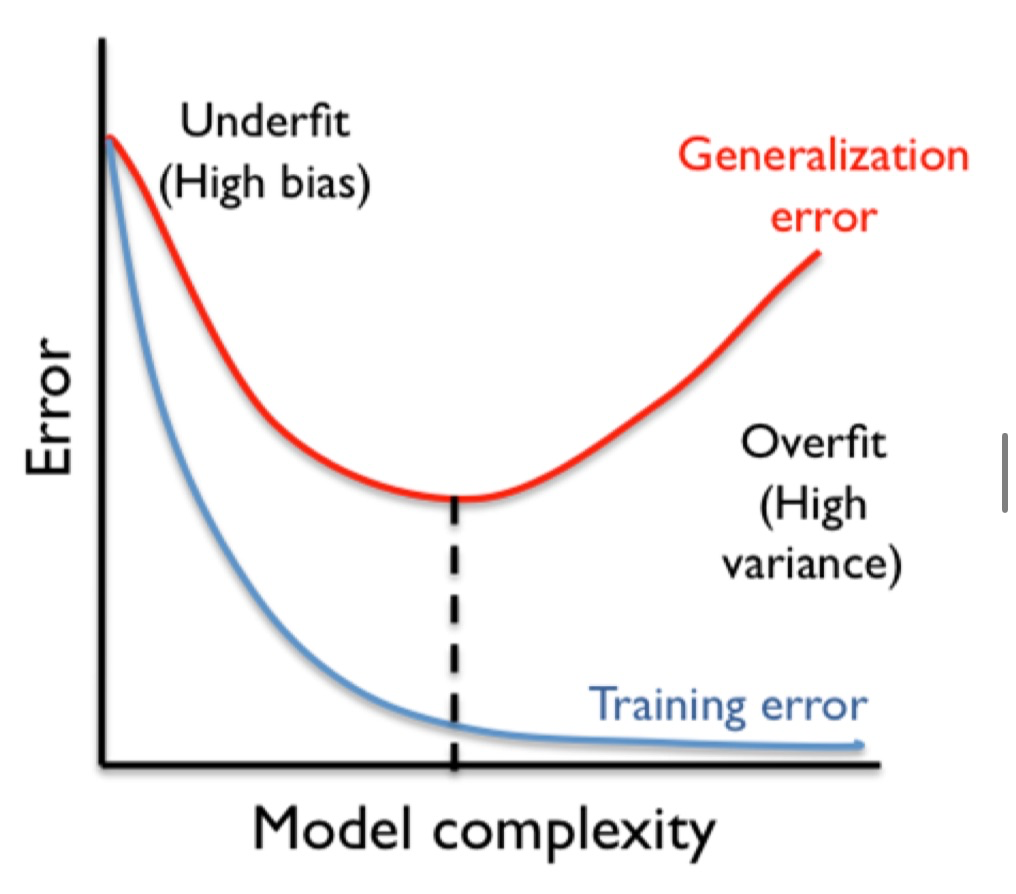 Underfit
(High bias)
Generalization
error
Error
Overfit
(High
variance)
Training error
Model complexity